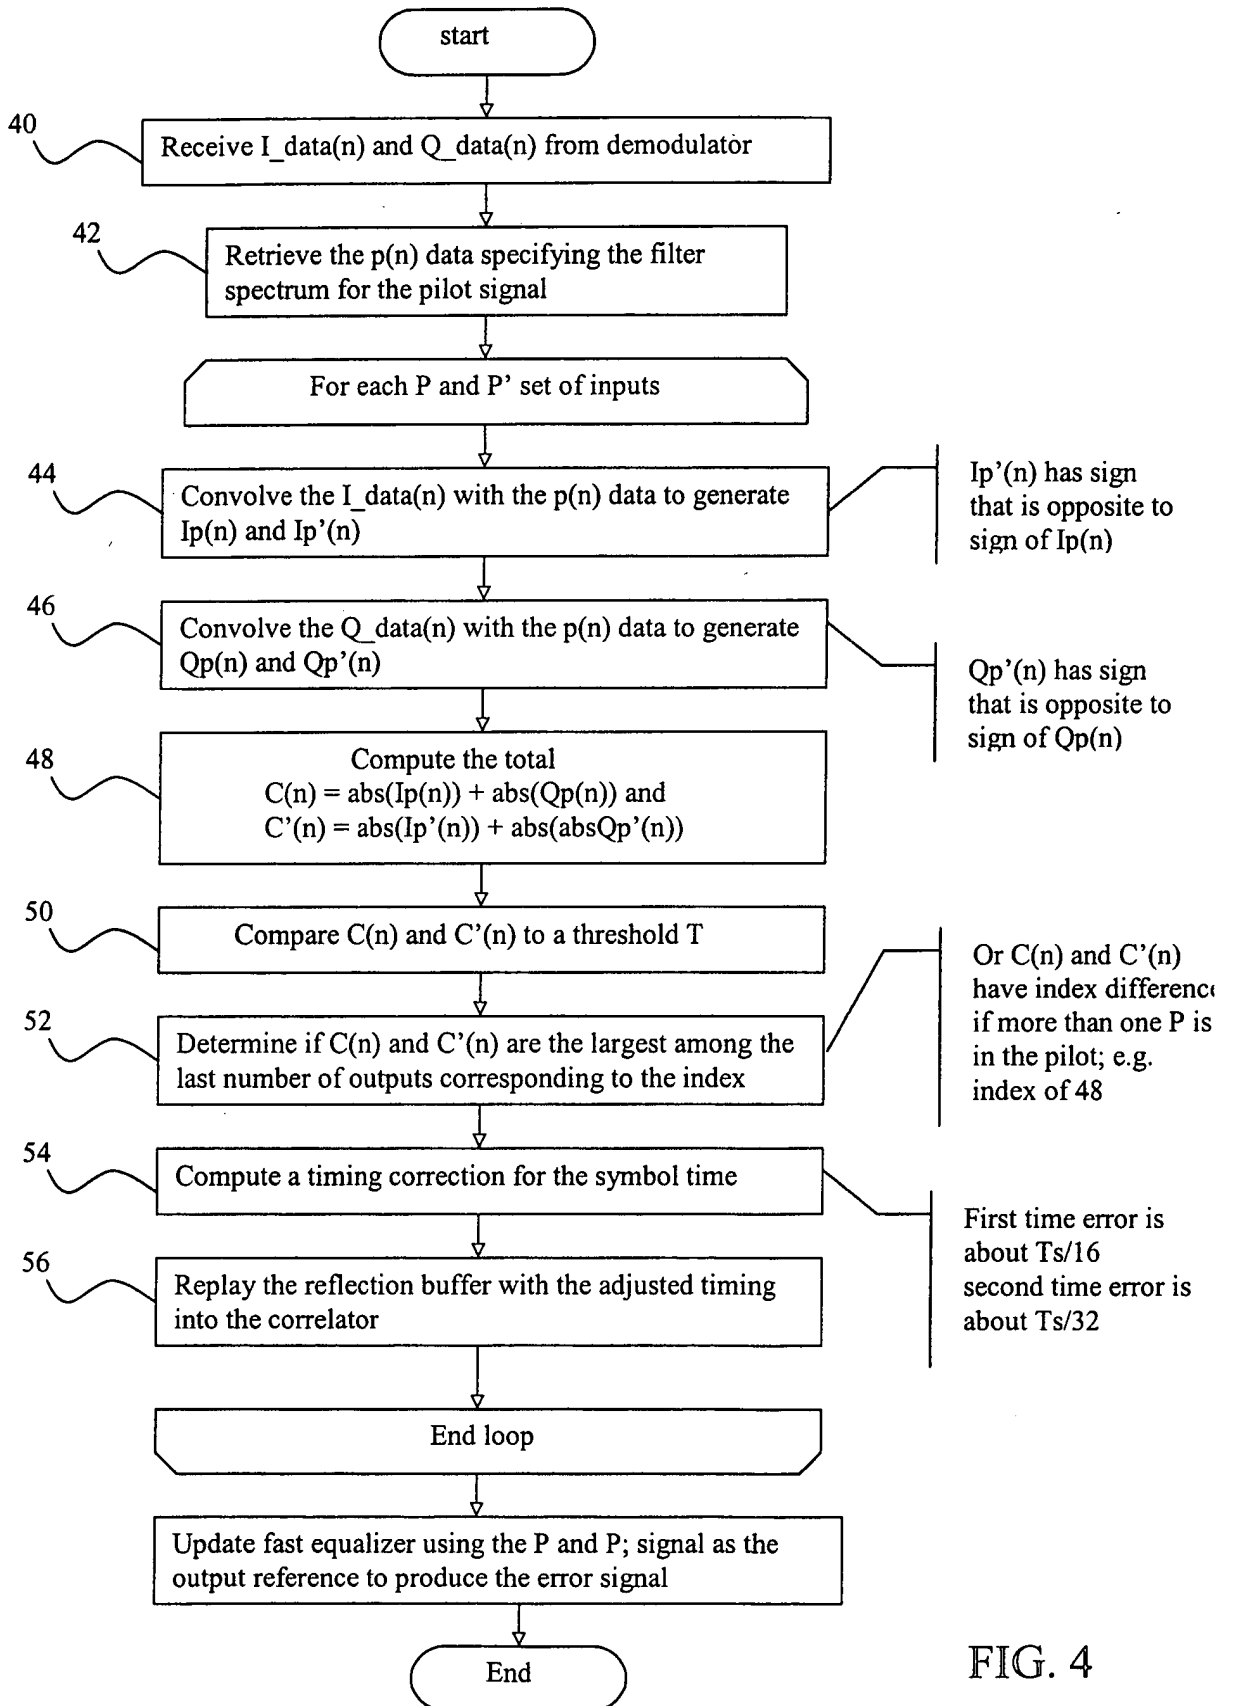 start
40
Receive I_data(n) and Q_data(n) from demodulator
42
Retrieve the p(n) data specifying the filter
spectrum for the pilot signal
For each P and P’ set of inputs
44
Convolve the I_data(n) with the p(n) data to generate
Ip(n) and Ip’(n)
Ip’(n) has sign
that is opposite to
sign of Ip(n)
46
Convolve the Q_data(n) with the p(n) data to generate
Qp(n) and Qp’(n)
Qp’(n) has sign
that is opposite to
sign of Qp(n)
48
Compute the total
C(n) = abs(Ip(n)) + abs(Qp(n)) and
C’(n) = abs(Ip’(n)) + abs(absQp’(n))
50
Compare C(n) and C’(n) to a threshold T
52
Determine if C(n) and C’(n) are the largest among the
last number of outputs corresponding to the index
Or C(n) and C’(n)
have index difference
if more than one P is
in the pilot; e.g.
index of 48
54
Compute a timing correction for the symbol time
First time error is
about Ts/16
second time error is
about Ts/32
56
Replay the reflection buffer with the adjusted timing
into the correlator
End loop
Update fast equalizer using the P and P; signal as the
output reference to produce the error signal
End
FIG. 4